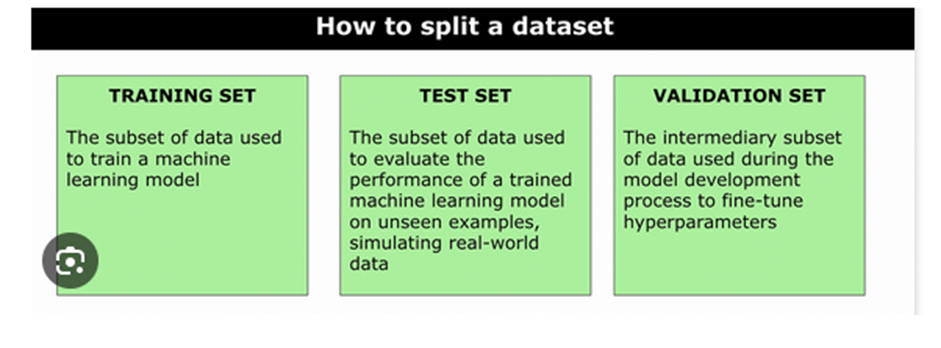 How to split a dataset
TRAINING SET
The subset of data used
to train a machine
learning model
TEST SET
The subset of data used
to evaluate the
performance of a trained
machine learning model
on unseen examples,
simulating real-world
data
VALIDATION SET
The intermediary subset
of data used during the
model development
process to fine-tune
hyperparameters